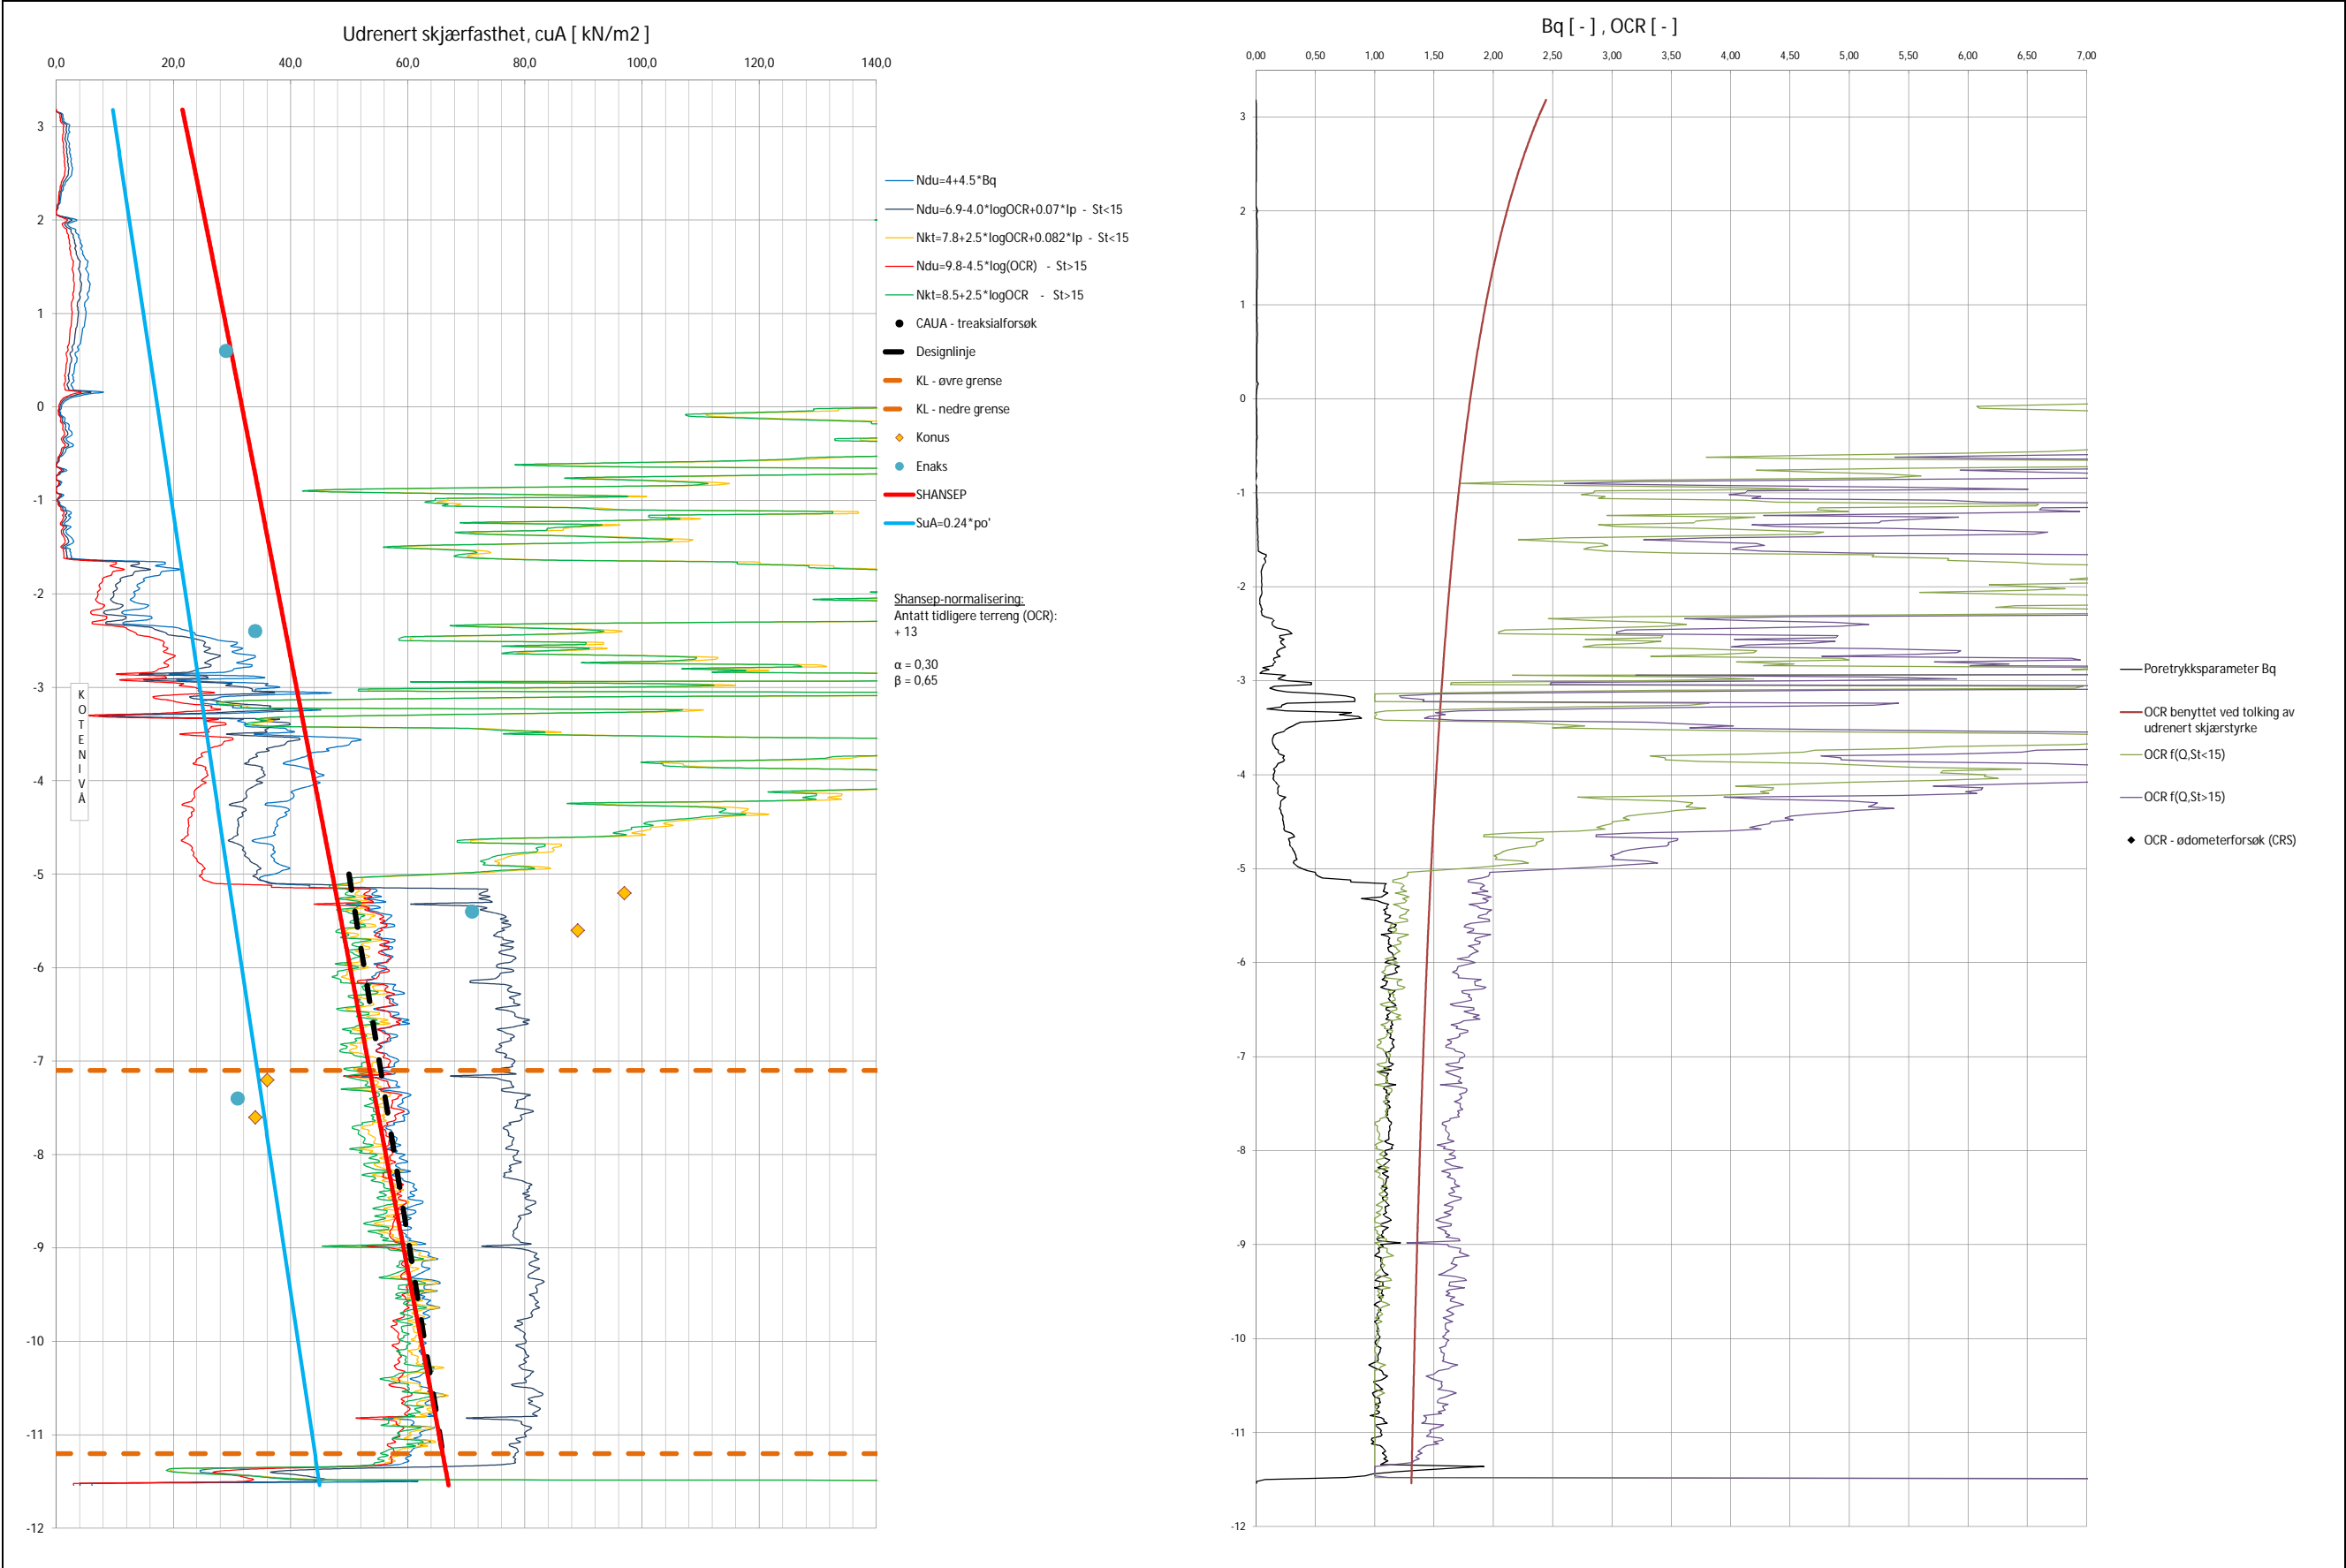 Udrenert skjærfasthet, cuA [ kN/m2 ]
0,0 20,0 40,0 60,0 80,0 100,0 120,0 140,0
3
2
1
0
-1
-2
-3
-4
-5
-6
-7
-8
-9
-10
-11
-12
K
O
T
E
N
I
V
Å
Ndu=4+4.5*Bq
Ndu=6.9-4.0*logOCR+0.07*Ip - St<15
Nkt=7.8+2.5*logOCR+0.082*Ip - St<15
Ndu=9.8-4.5*log(OCR) - St>15
Nkt=8.5+2.5*logOCR - St>15
CAUA - treaksialforsøk
Designlinje
KL - øvre grense
KL - nedre grense
Konus
Enaks
SHANSEP
SuA=0.24*po'
Shansep-normalisering:
Antatt tidligere terreng (OCR):
+ 13
α = 0,30
β = 0,65
Bq [ - ] , OCR [ - ]
0,00 0,50 1,00 1,50 2,00 2,50 3,00 3,50 4,00 4,50 5,00 5,50 6,00 6,50 7,00
3
2
1
0
-1
-2
-3
-4
-5
-6
-7
-8
-9
-10
-11
-12
Poretrykksparameter Bq
OCR benyttet ved tolking av
udrenert skjærstyrke
OCR f(Q,St<15)
OCR f(Q,St>15)
OCR - ødometerforsøk (CRS)